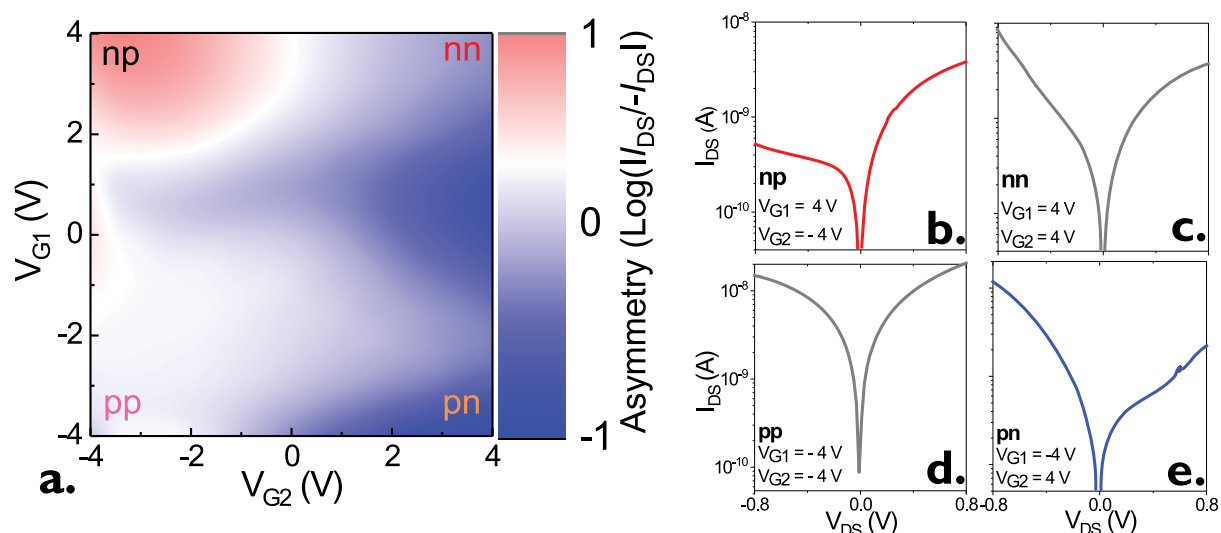 4
2
0
-2
-4
V_G1 (V)
np
nn
pp
pn
-4
-2
0
2
4
V_G2 (V)
a.
1
0
-1
Asymmetry (Log(|I_DS/-I_DS|)
10^-8
10^-9
10^-10
I_DS (A)
np
V_G1 = 4 V
V_G2 = - 4 V
b.
nn
V_G1 = 4 V
V_G2 = 4 V
c.
10^-8
10^-9
10^-10
I_DS (A)
pp
V_G1 = - 4 V
V_G2 = - 4 V
d.
-0.8
0.0
0.8
V_DS (V)
pn
V_G1 = -4 V
V_G2 = 4 V
e.
-0.8
0.0
0.8
V_DS (V)